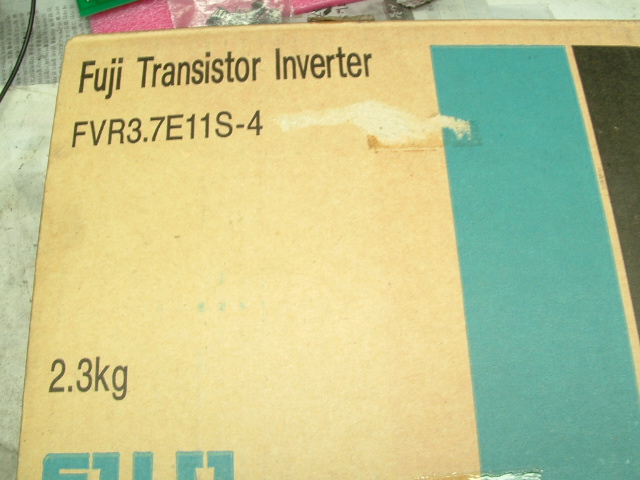 Fuji Transistor Inverter
FVR3.7E11S-4
2.3kg